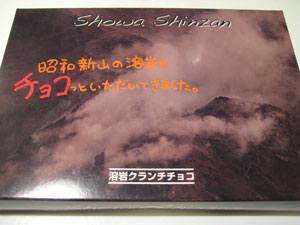 Showa Shinzan
昭和新山の溶岩を
チョコっといただいてきました。
溶岩クランチチョコ